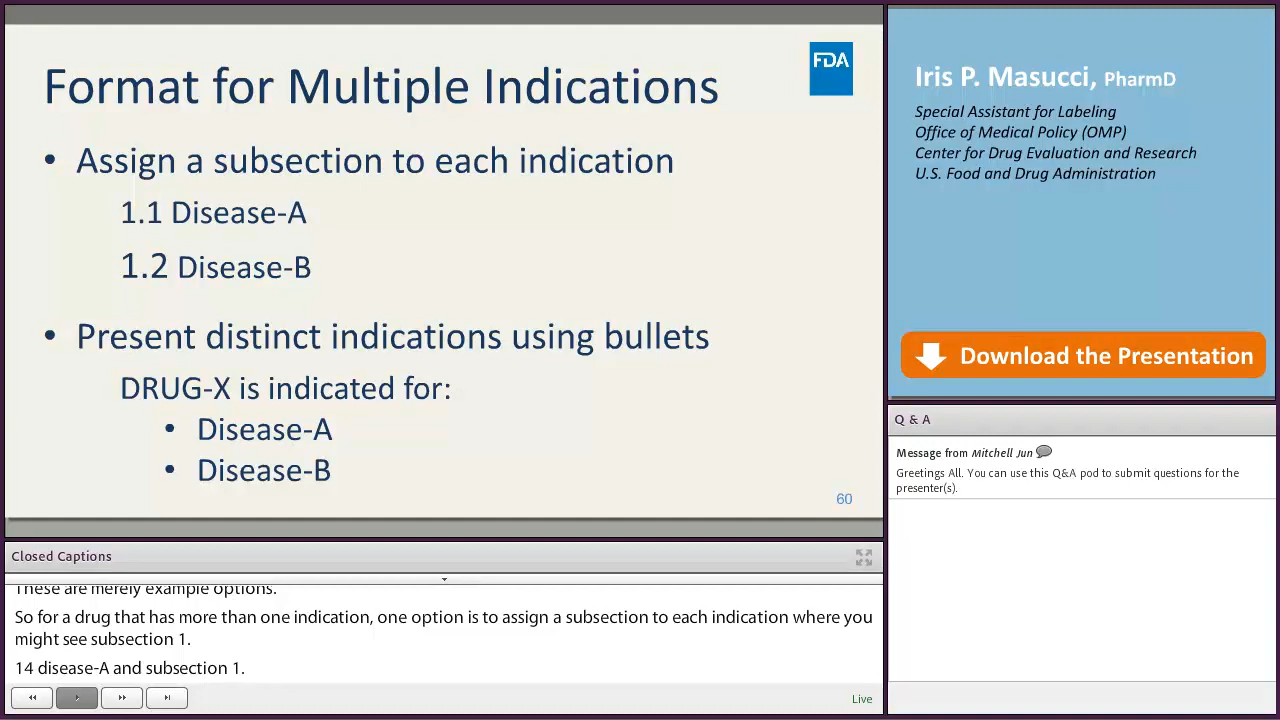 Format for Multiple Indications
FDA
• Assign a subsection to each indication
1.1 Disease-A
1.2 Disease-B
• Present distinct indications using bullets
DRUG-X is indicated for:
• Disease-A
• Disease-B
60
Iris P. Masucci, PharmD
Special Assistant for Labeling
Office of Medical Policy (OMP)
Center for Drug Evaluation and Research
U.S. Food and Drug Administration
Download the Presentation
Q & A
Message from Mitchell Jun
Greetings All. You can use this Q&A pod to submit questions for the
presenter(s).
Closed Captions
These are merely example options.
So for a drug that has more than one indication, one option is to assign a subsection to each indication where you
might see subsection 1.
14 disease-A and subsection 1.
Live